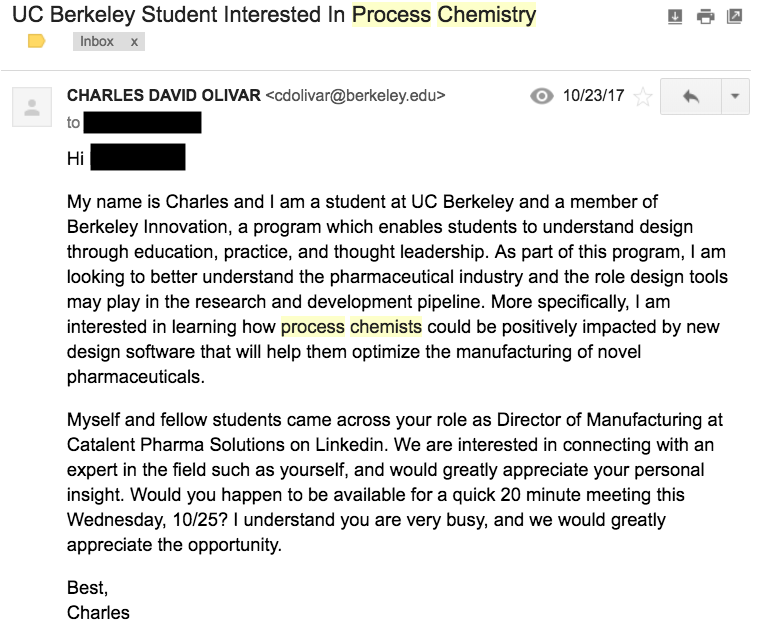 UC Berkeley Student Interested In Process Chemistry
Inbox x
CHARLES DAVID OLIVAR <cdolivar@berkeley.edu> 10/23/17
to
Hi
My name is Charles and I am a student at UC Berkeley and a member of
Berkeley Innovation, a program which enables students to understand design
through education, practice, and thought leadership. As part of this program, I am
looking to better understand the pharmaceutical industry and the role design tools
may play in the research and development pipeline. More specifically, I am
interested in learning how process chemists could be positively impacted by new
design software that will help them optimize the manufacturing of novel
pharmaceuticals.
Myself and fellow students came across your role as Director of Manufacturing at
Catalent Pharma Solutions on Linkedin. We are interested in connecting with an
expert in the field such as yourself, and would greatly appreciate your personal
insight. Would you happen to be available for a quick 20 minute meeting this
Wednesday, 10/25? I understand you are very busy, and we would greatly
appreciate the opportunity.
Best,
Charles